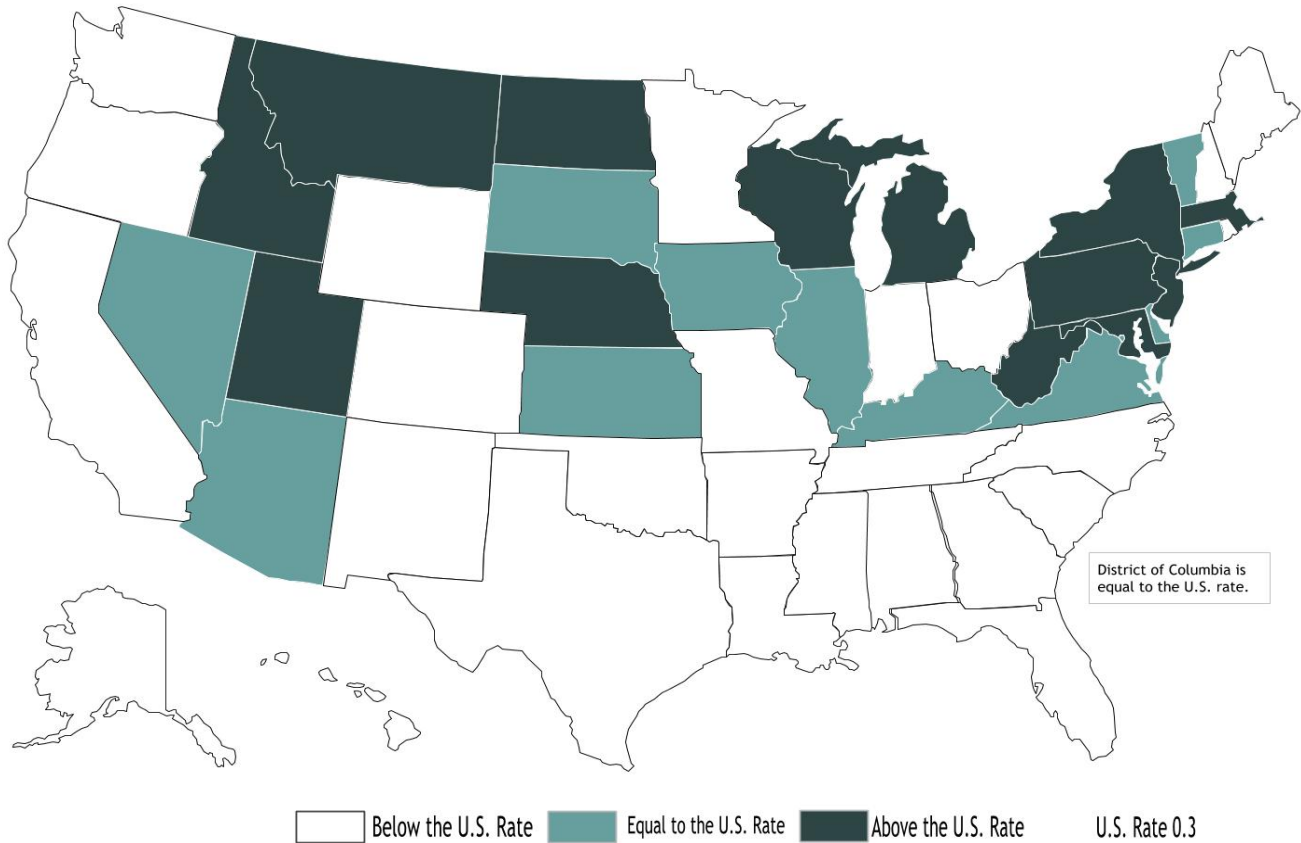 District of Columbia is
equal to the U.S. rate.
Below the U.S. Rate
Equal to the U.S. Rate
Above the U.S. Rate
U.S. Rate 0.3